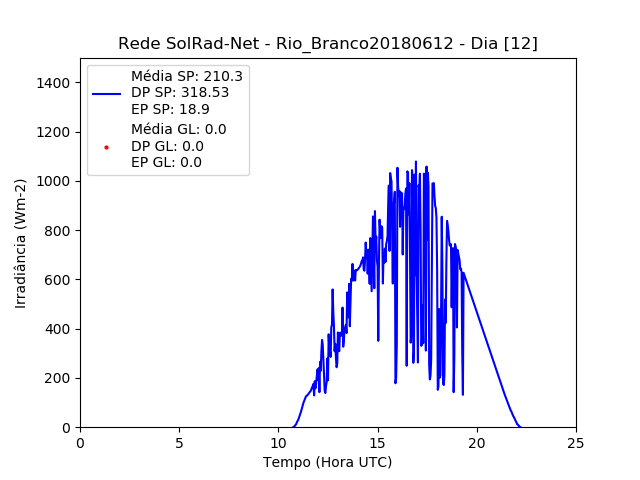 Rede SolRad-Net - Rio_Branco20180612 - Dia [12]
Média SP: 210.3
DP SP: 318.53
EP SP: 18.9
Média GL: 0.0
DP GL: 0.0
EP GL: 0.0
1400
1200
1000
800
600
400
200
0
Irradiância (Wm-2)
0 5 10 15 20 25
Tempo (Hora UTC)